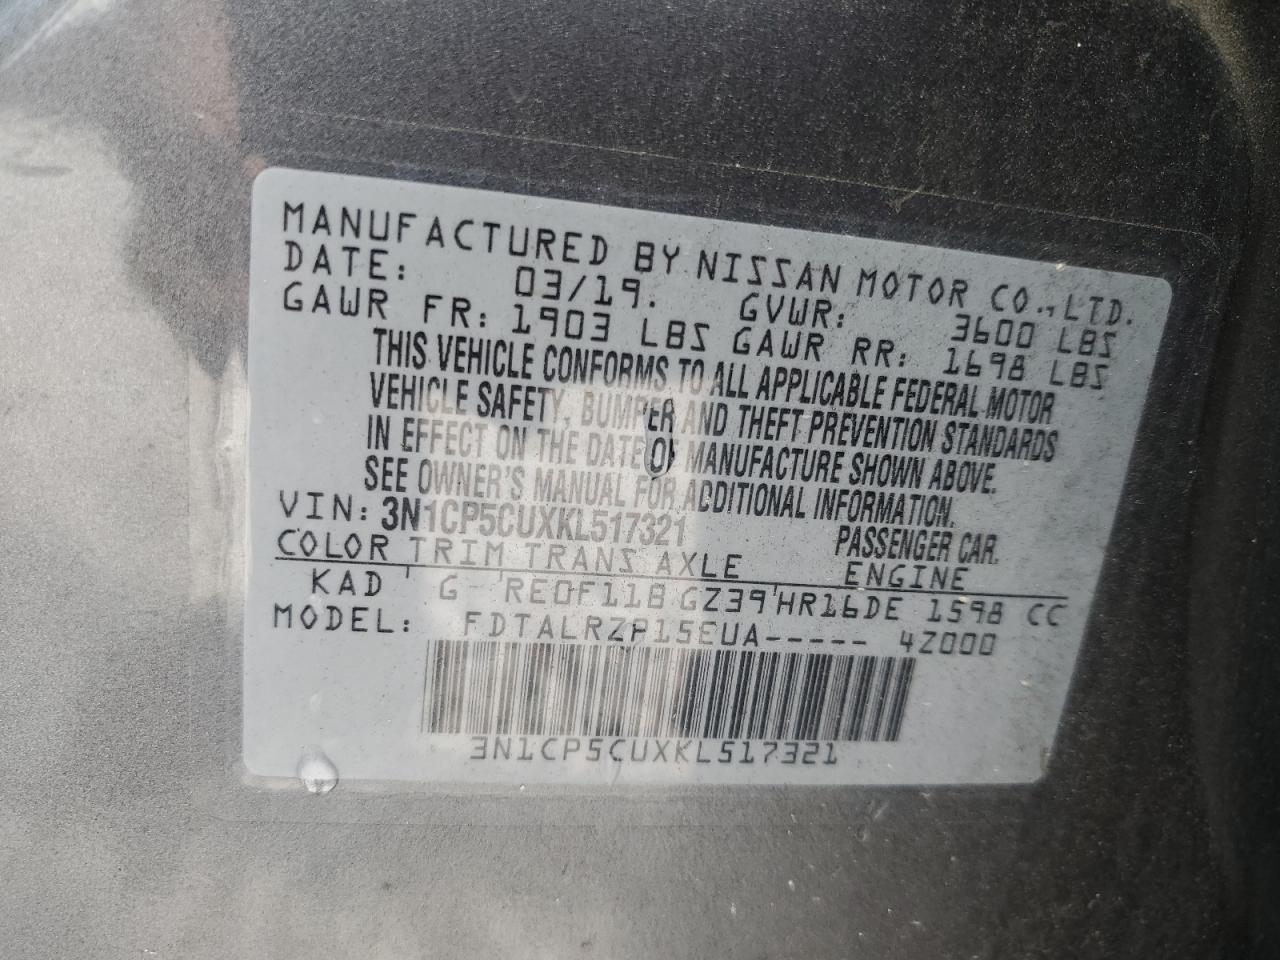 MANUFACTURED BY NISSAN MOTOR CO.,LTD.
DATE: 03/19. GVWR: 3600 LBS
GAWR FR: 1903 LBS GAWR RR: 1698 LBS
THIS VEHICLE CONFORMS TO ALL APPLICABLE FEDERAL MOTOR
VEHICLE SAFETY, BUMPER AND THEFT PREVENTION STANDARDS
IN EFFECT ON THE DATE OF MANUFACTURE SHOWN ABOVE.
SEE OWNER'S MANUAL FOR ADDITIONAL INFORMATION.
VIN: 3N1CP5CUXKL517321 PASSENGER CAR.
COLOR TRIM TRANS AXLE ENGINE
KAD G RE0F11B GZ39 HR16DE 1598 CC
MODEL: FDTALRZP15EUA----- 4Z000
3N1CP5CUXKL517321